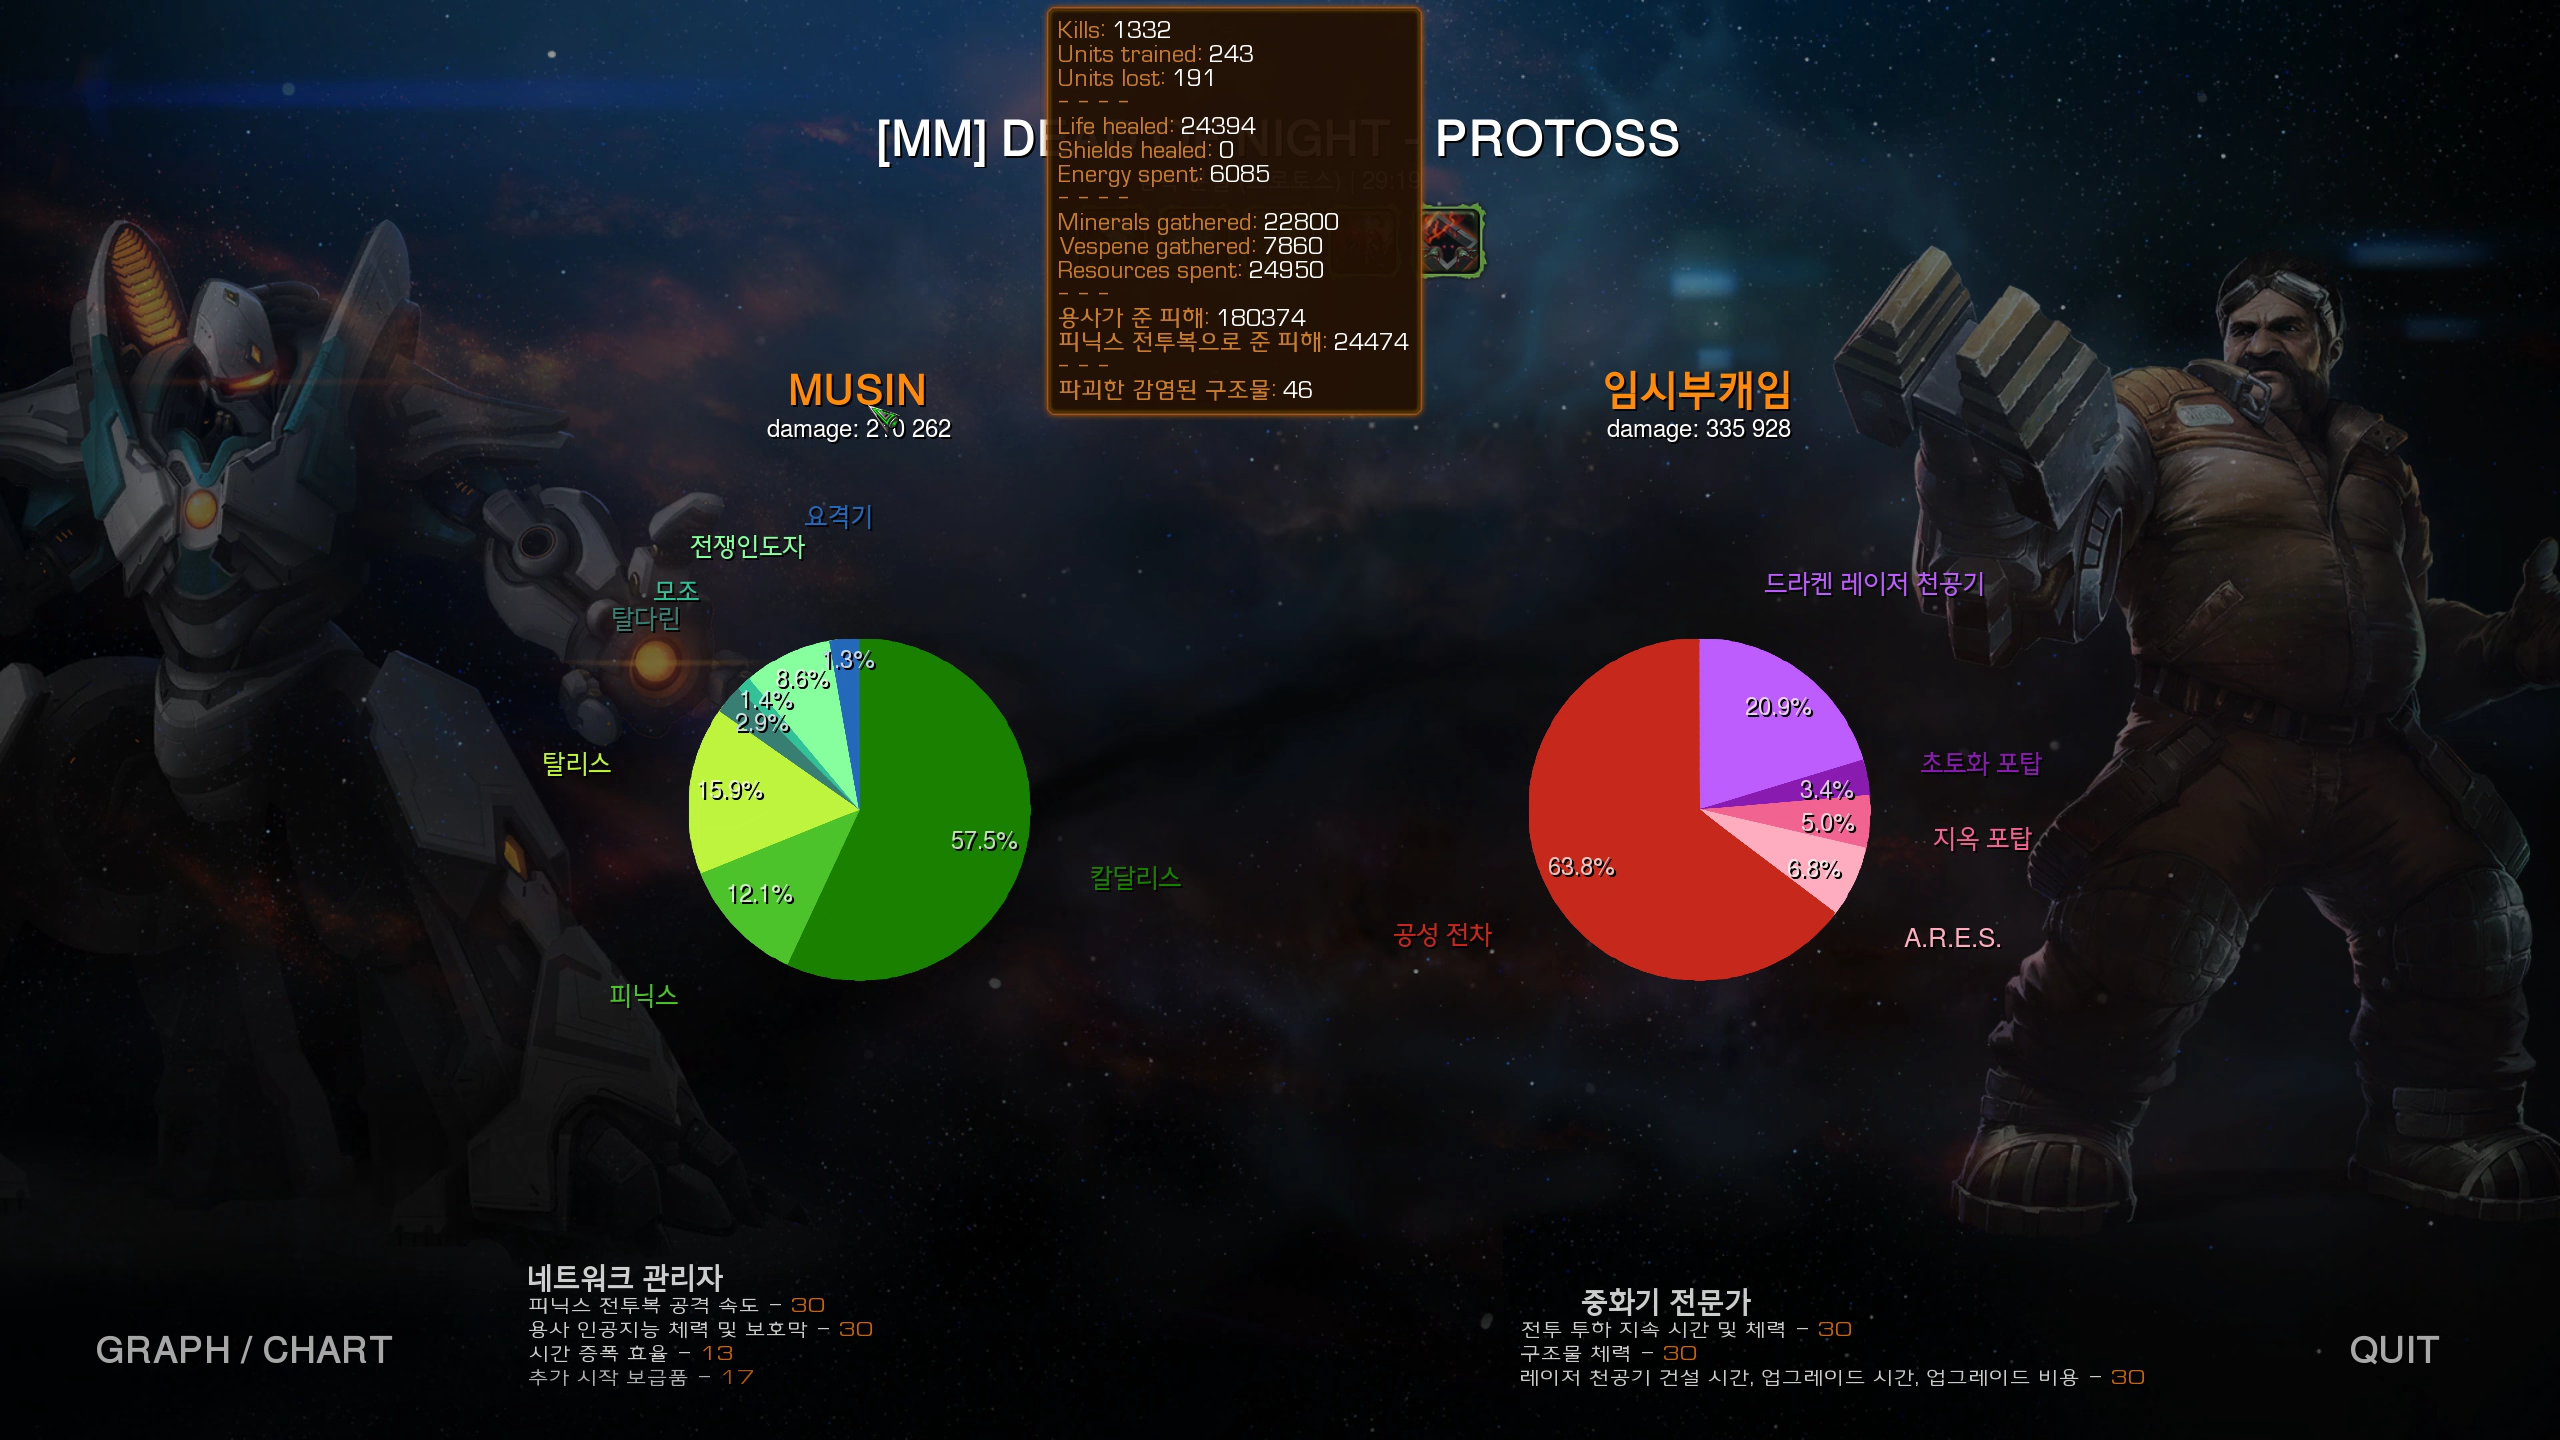 Kills: 1332
Units trained: 243
Units lost: 191
- - - -
Life healed: 24394
Shields healed: 0
Energy spent: 6085
- - - -
Minerals gathered: 22800
Vespene gathered: 7860
Resources spent: 24950
- - -
용사가 준 피해: 180374
피닉스 전투복으로 준 피해: 24474
- - -
파괴한 감염된 구조물: 46
[MM] NIGHT - PROTOSS
MUSIN
damage: 262
임시부캐임
damage: 335 928
요격기
전쟁인도자
모조
탈다린
탈리스
피닉스
칼달리스
1.3%
8.6%
1.4%
2.9%
15.9%
12.1%
57.5%
드라켄 레이저 천공기
초토화 포탑
지옥 포탑
A.R.E.S.
공성 전차
20.9%
3.4%
5.0%
6.8%
63.8%
네트워크 관리자
피닉스 전투복 공격 속도 - 30
용사 인공지능 체력 및 보호막 - 30
시간 증폭 효율 - 13
추가 시작 보급품 - 17
중화기 전문가
전투 투하 지속 시간 및 체력 - 30
구조물 체력 - 30
레이저 천공기 건설 시간, 업그레이드 시간, 업그레이드 비용 - 30
GRAPH / CHART
QUIT